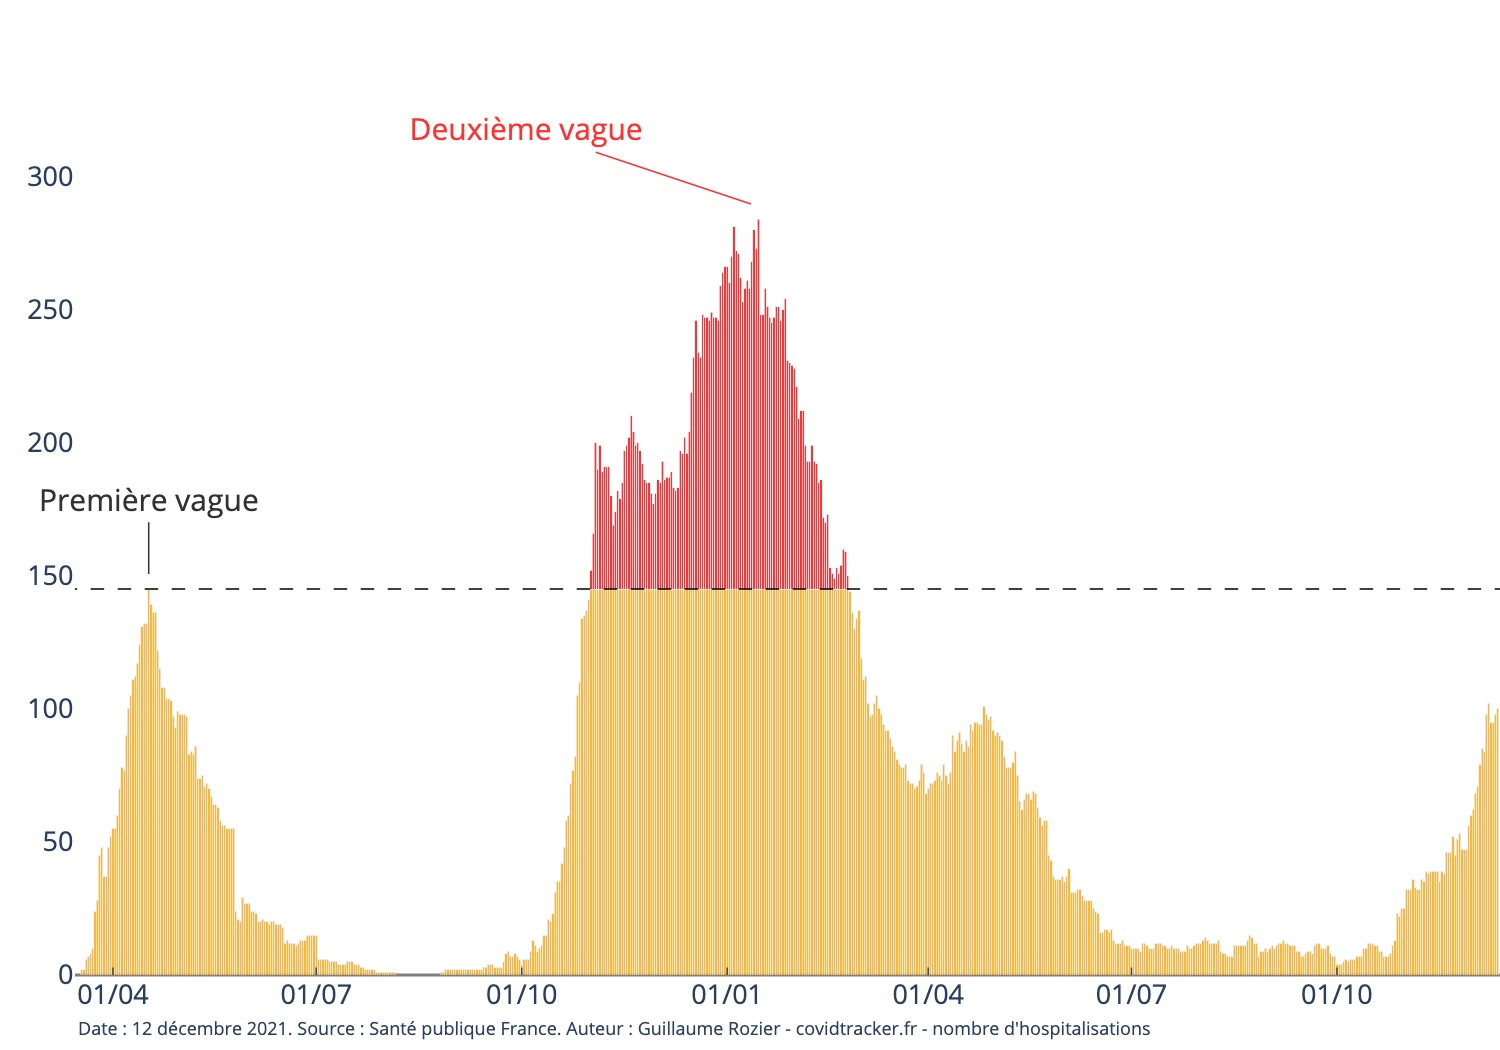 Deuxième vague
300
250
200
Première vague
150
100
50
0
01/04 01/07 01/10 01/01 01/04 01/07 01/10
Date : 12 décembre 2021. Source : Santé publique France. Auteur : Guillaume Rozier - covidtracker.fr - nombre d'hospitalisations